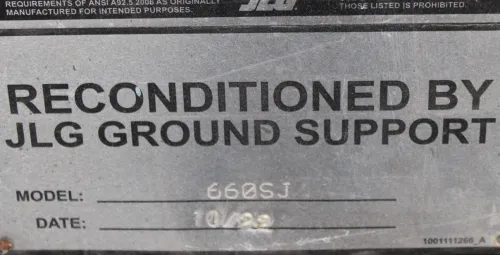 REQUIREMENTS OF ANSI A92.5.2006 AS ORIGINALLY
MANUFACTURED FOR INTENDED PURPOSES.
JLG
THOSE LISTED IS PROHIBITED.
RECONDITIONED BY
JLG GROUND SUPPORT
MODEL: 660SJ
DATE:
1001111266_A